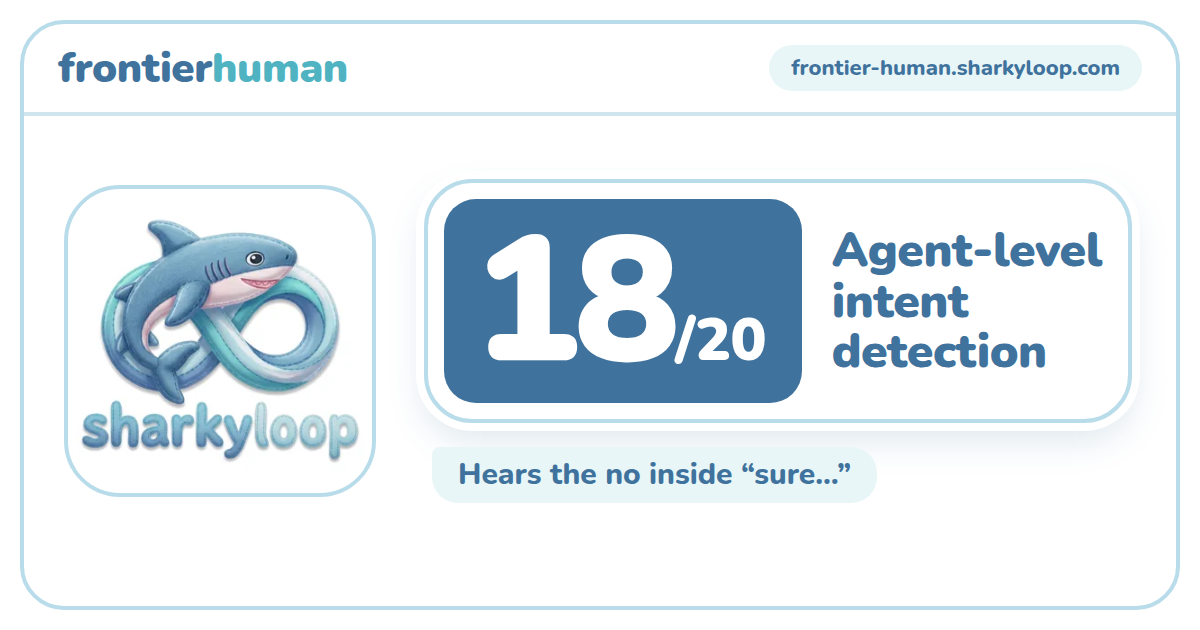 frontierhuman
frontier-human.sharkyloop.com
sharkyloop
18/20
Agent-level
intent
detection
Hears the no inside “sure...”